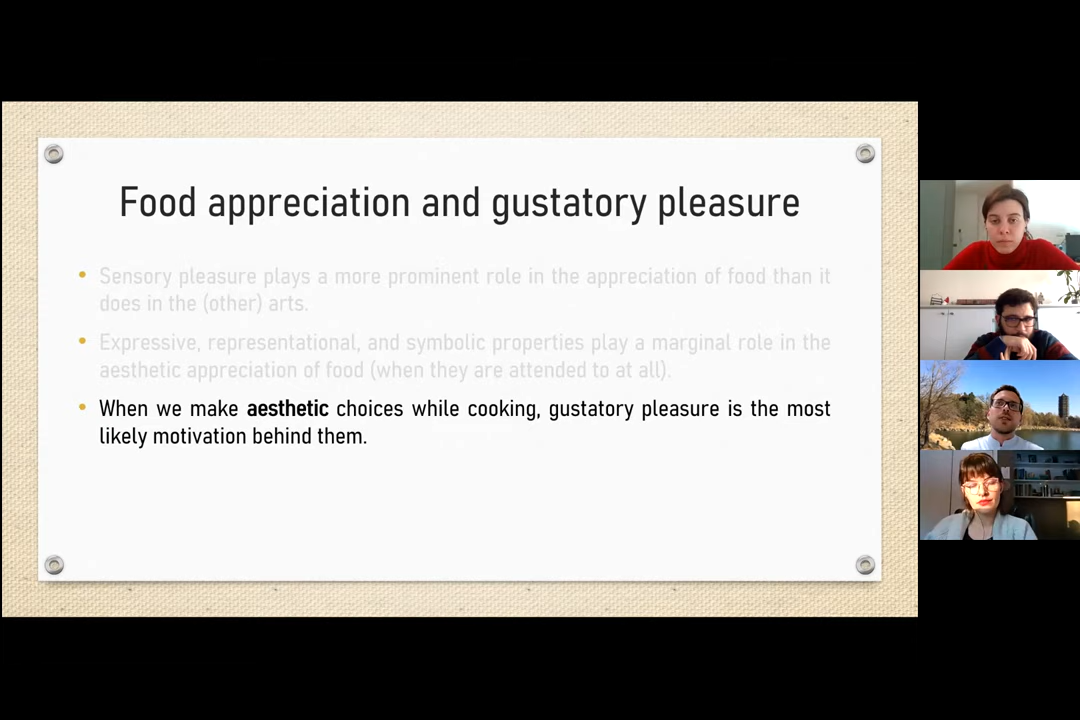 Food appreciation and gustatory pleasure
• Sensory pleasure plays a more prominent role in the appreciation of food than it
does in the (other) arts.
• Expressive, representational, and symbolic properties play a marginal role in the
aesthetic appreciation of food (when they are attended to at all).
• When we make aesthetic choices while cooking, gustatory pleasure is the most
likely motivation behind them.